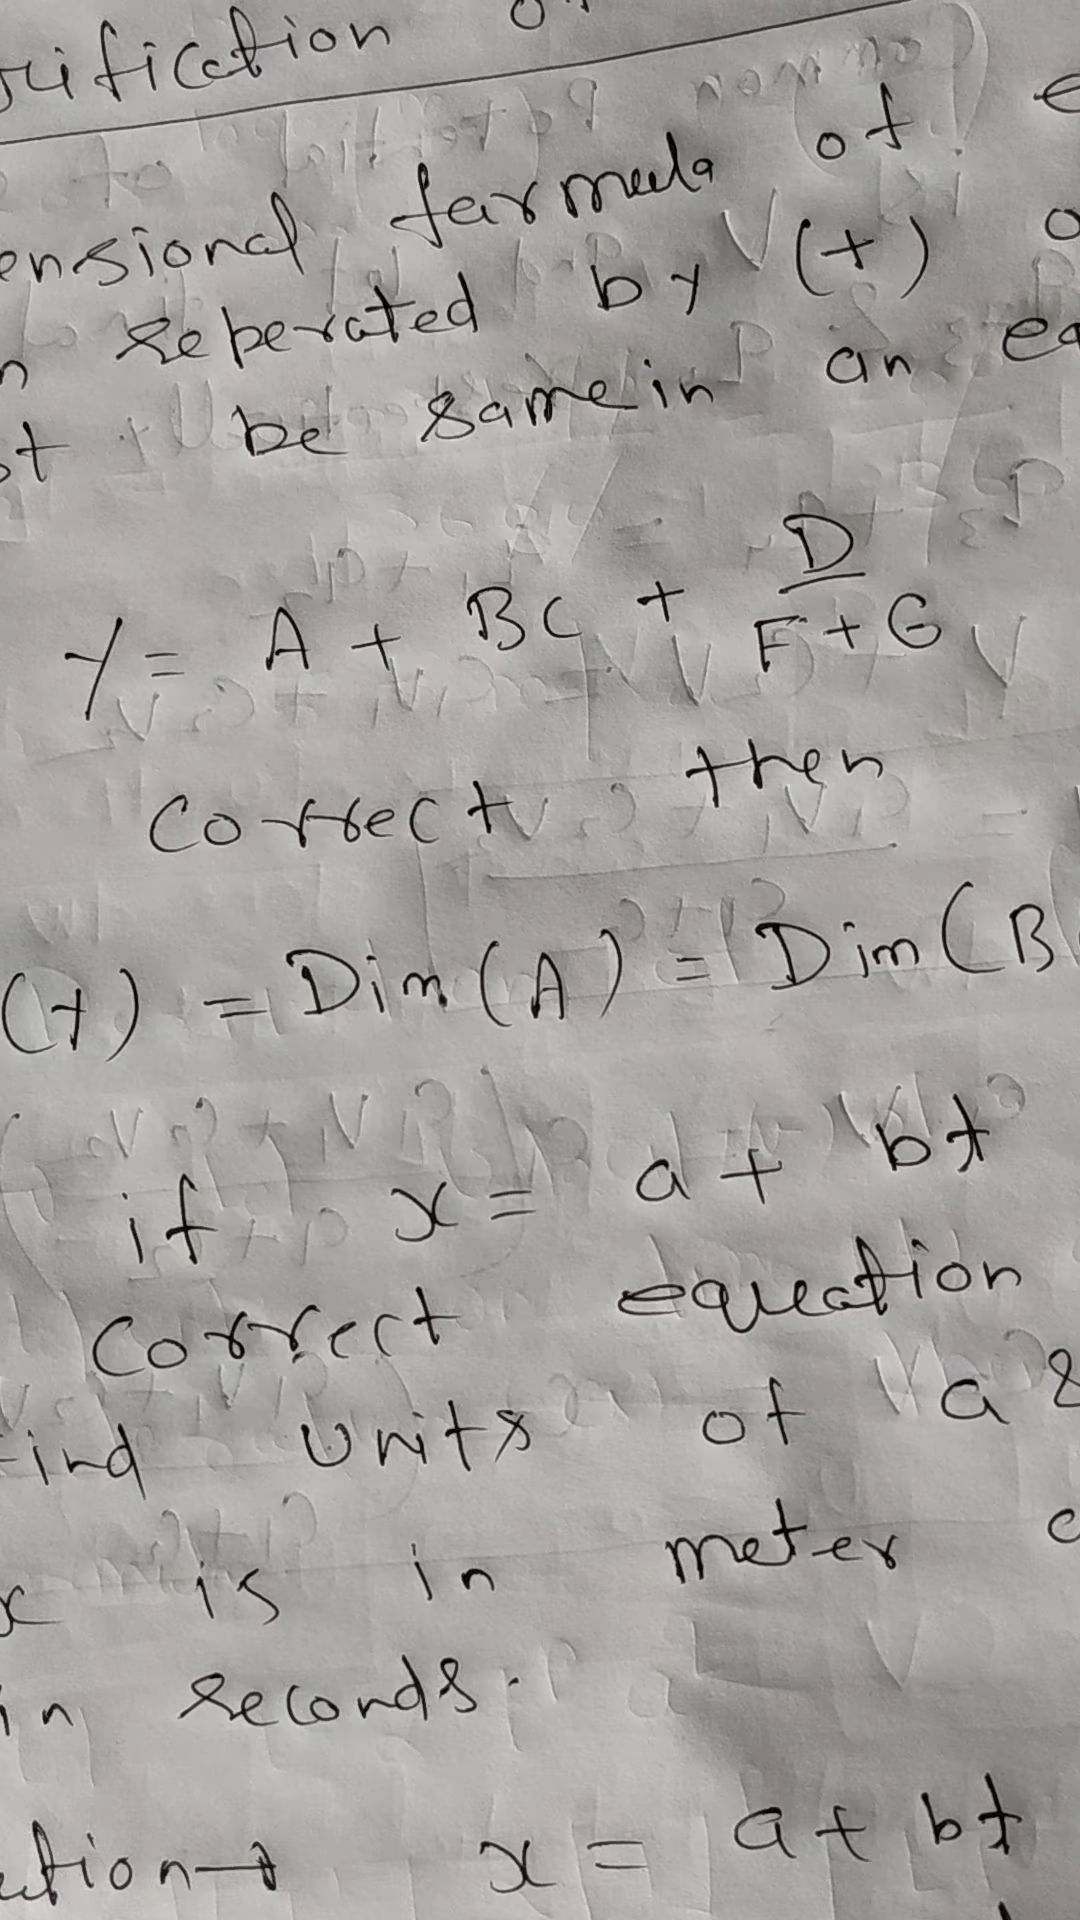 ification
ensional formula of
seperated by (+)
be same in an
Y = A + BC + D/(F+G)
Correct then
(Y) = Dim(A) = Dim(B
if x = a + bt
Correct equation
ind Units of a &
x is in meter
in seconds.
ution→ x = a + bt